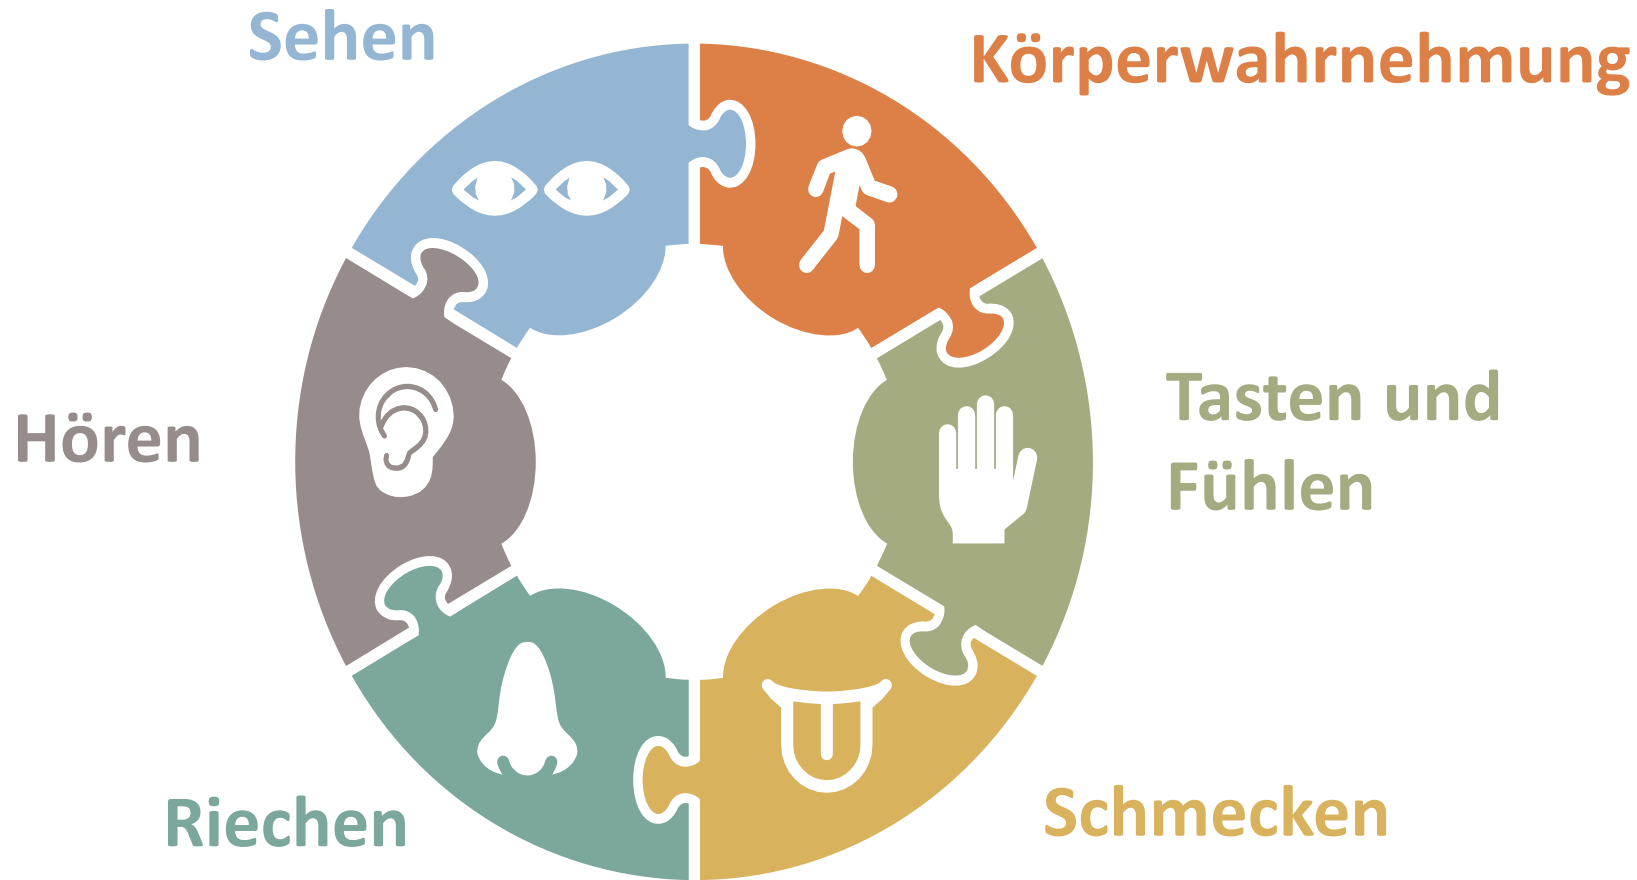 Sehen
Körperwahrnehmung
Tasten und
Fühlen
Hören
Riechen
Schmecken